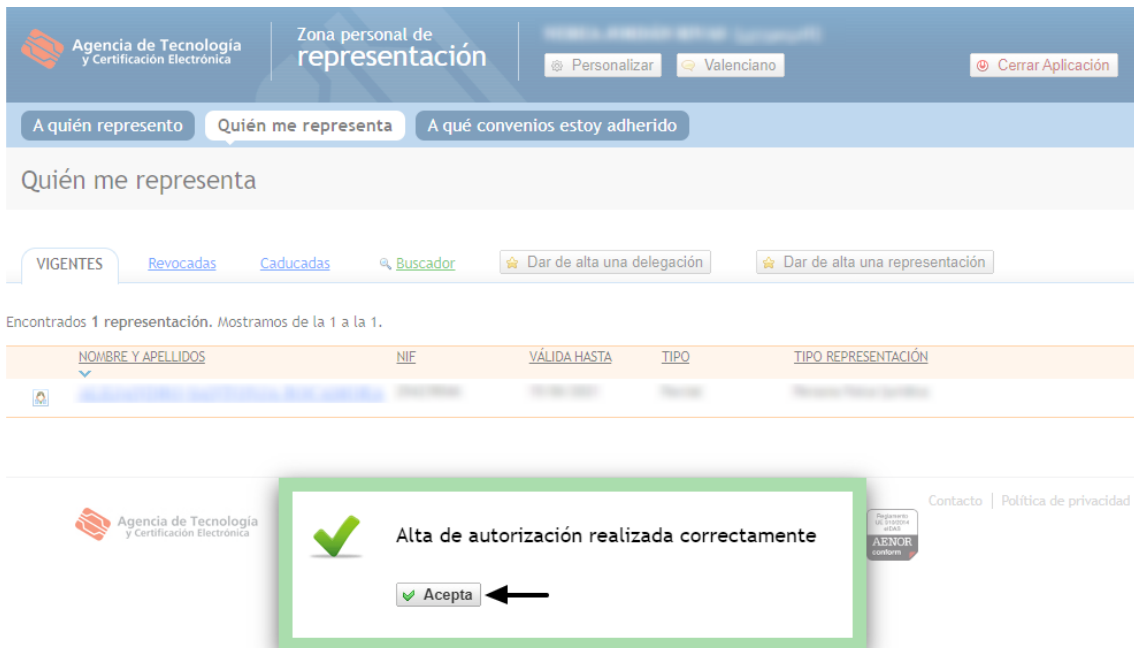 Agencia de Tecnología
y Certificación Electrónica
Zona personal de
representación
Personalizar
Valenciano
Cerrar Aplicación
A quién represento
Quién me representa
A qué convenios estoy adherido
Quién me representa
VIGENTES
Revocadas
Caducadas
Buscador
Dar de alta una delegación
Dar de alta una representación
Encontrados 1 representación. Mostramos de la 1 a la 1.
NOMBRE Y APELLIDOS
NIF
VÁLIDA HASTA
TIPO
TIPO REPRESENTACIÓN
Contacto | Política de privacidad
Agencia de Tecnología
y Certificación Electrónica
Alta de autorización realizada correctamente
Acepta
Reglamento
eIDAS
AENOR
conform